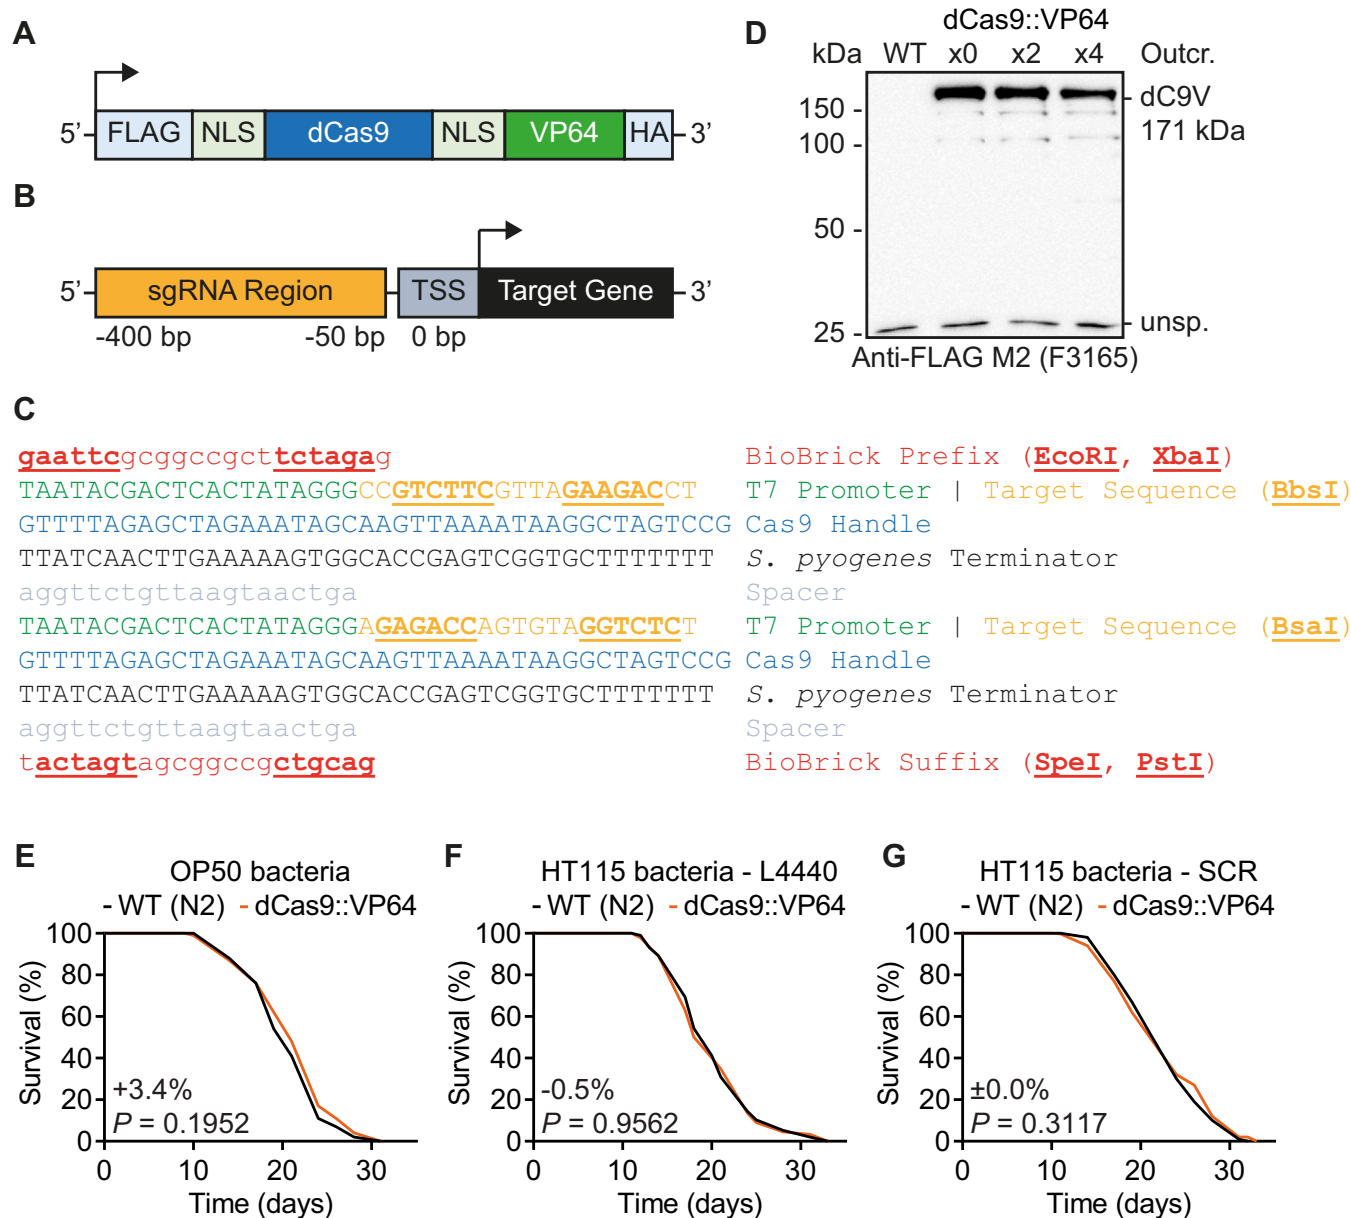 A
5' FLAG NLS dCas9 NLS VP64 HA 3'
B
5' sgRNA Region TSS Target Gene 3'
-400 bp -50 bp 0 bp
C
gaattcgcggccgcttctagag BioBrick Prefix (EcoRI, XbaI)
TAATACGACTCACTATAGGGCCGTCTTCGTTAGAAGACCT T7 Promoter | Target Sequence (BbsI)
GTTTTAGAGCTAGAAATAGCAAGTTAAAATAAGGCTAGTCCG Cas9 Handle
TTATCAACTTGAAAAAGTGGCACCGAGTCGGTGCTTTTTTT S. pyogenes Terminator
aggttctgttaagtaactga Spacer
TAATACGACTCACTATAGGGAGAGACCAGTGTAGGTCTCT T7 Promoter | Target Sequence (BsaI)
GTTTTAGAGCTAGAAATAGCAAGTTAAAATAAGGCTAGTCCG Cas9 Handle
TTATCAACTTGAAAAAGTGGCACCGAGTCGGTGCTTTTTTT S. pyogenes Terminator
aggttctgttaagtaactga Spacer
tactagtagcggccgctgcag BioBrick Suffix (SpeI, PstI)
D
dCas9::VP64
kDa WT x0 x2 x4 Outcr.
150 -
100 -
50 -
25 -
dC9V
171 kDa
unsp.
Anti-FLAG M2 (F3165)
E
OP50 bacteria
- WT (N2) - dCas9::VP64
Survival (%)
100
80
60
40
20
0
+3.4%
P = 0.1952
0 10 20 30
Time (days)
F
HT115 bacteria - L4440
- WT (N2) - dCas9::VP64
Survival (%)
100
80
60
40
20
0
-0.5%
P = 0.9562
0 10 20 30
Time (days)
G
HT115 bacteria - SCR
- WT (N2) - dCas9::VP64
Survival (%)
100
80
60
40
20
0
±0.0%
P = 0.3117
0 10 20 30
Time (days)